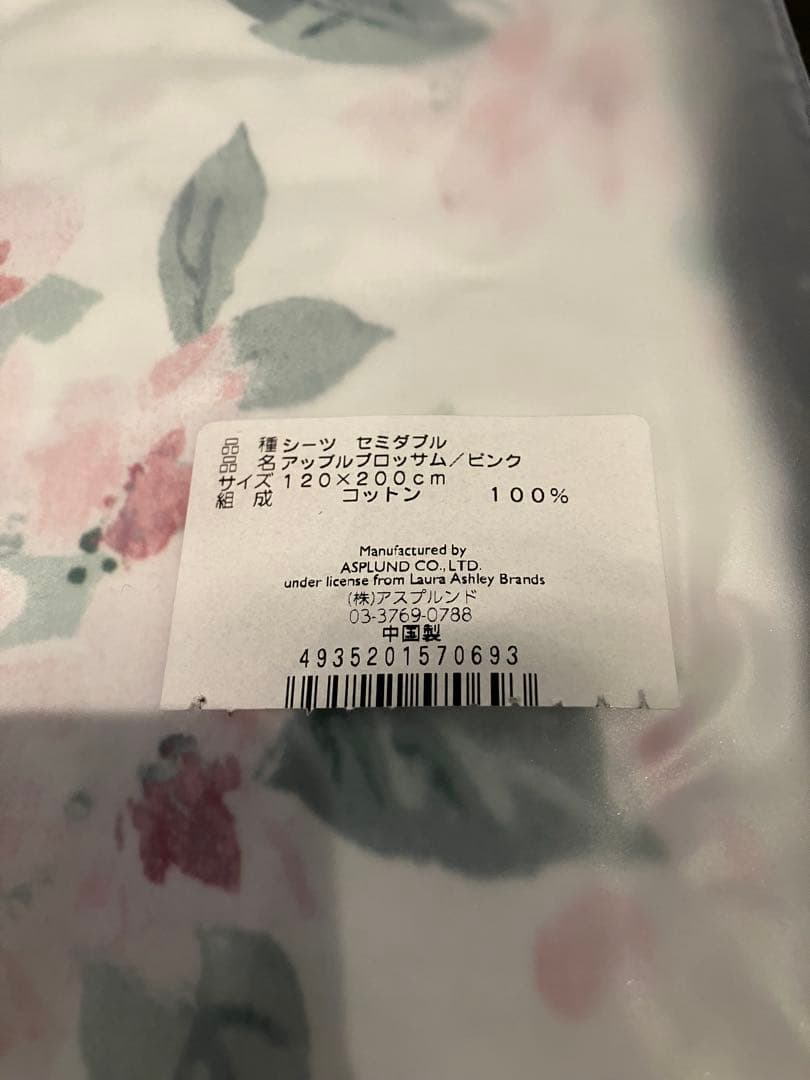 品 種 シーツ セミダブル
品 名 アップルブロッサム／ピンク
サイズ 120×200cm
組 成 コットン 100%
Manufactured by
ASPLUND CO.,LTD.
under license from Laura Ashley Brands
(株)アスプルンド
03-3769-0788
中国製
4935201570693